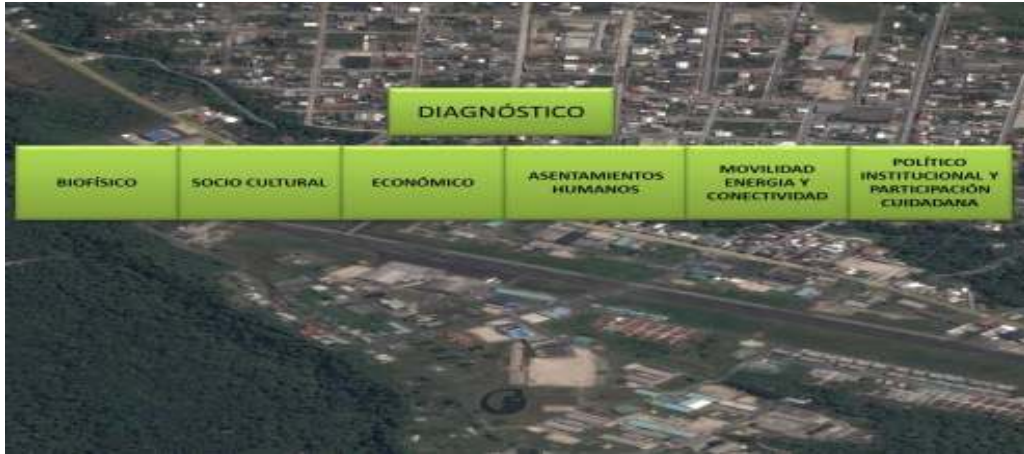 DIAGNÓSTICO
BIOFÍSICO
SOCIO CULTURAL
ECONÓMICO
ASENTAMIENTOS
HUMANOS
MOVILIDAD
ENERGIA Y
CONECTIVIDAD
POLÍTICO
INSTITUCIONAL Y
PARTICIPACIÓN
CUIDADANA